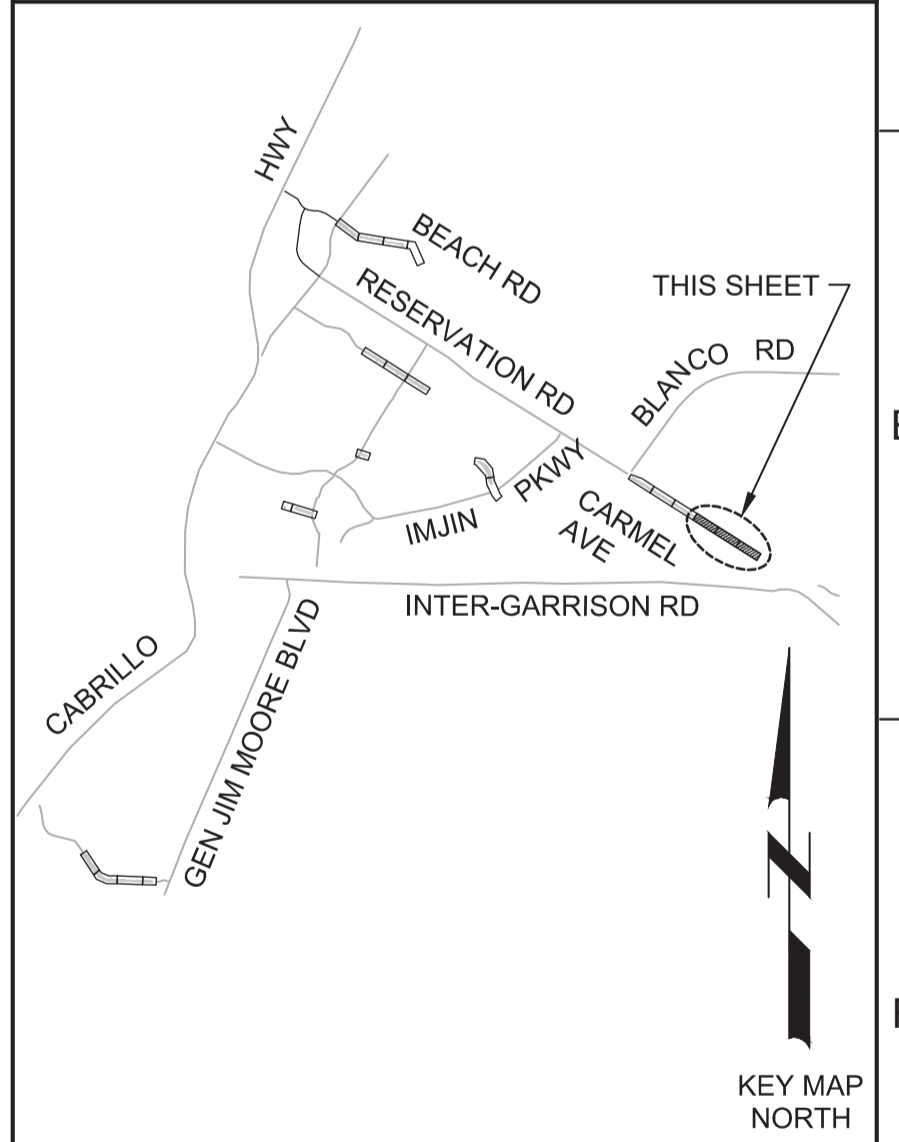 HWY
BEACH RD
RESERVATION RD
THIS SHEET
BLANCO RD
IMJIN PKWY
CARMEL
AVE
INTER-GARRISON RD
CABRILLO
GEN JIM MOORE BLVD
N
KEY MAP
NORTH